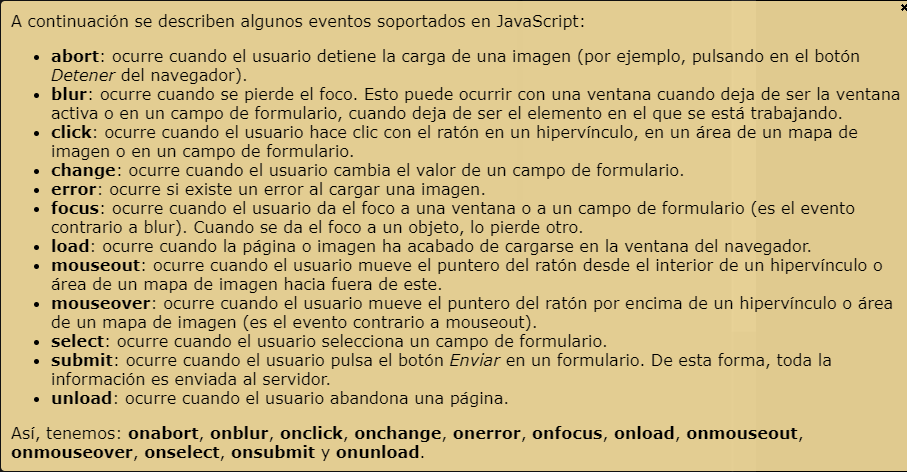 A continuación se describen algunos eventos soportados en JavaScript:
• abort: ocurre cuando el usuario detiene la carga de una imagen (por ejemplo, pulsando en el botón
Detener del navegador).
• blur: ocurre cuando se pierde el foco. Esto puede ocurrir con una ventana cuando deja de ser la ventana
activa o en un campo de formulario, cuando deja de ser el elemento en el que se está trabajando.
• click: ocurre cuando el usuario hace clic con el ratón en un hipervínculo, en un área de un mapa de
imagen o en un campo de formulario.
• change: ocurre cuando el usuario cambia el valor de un campo de formulario.
• error: ocurre si existe un error al cargar una imagen.
• focus: ocurre cuando el usuario da el foco a una ventana o a un campo de formulario (es el evento
contrario a blur). Cuando se da el foco a un objeto, lo pierde otro.
• load: ocurre cuando la página o imagen ha acabado de cargarse en la ventana del navegador.
• mouseout: ocurre cuando el usuario mueve el puntero del ratón desde el interior de un hipervínculo o
área de un mapa de imagen hacia fuera de este.
• mouseover: ocurre cuando el usuario mueve el puntero del ratón por encima de un hipervínculo o área
de un mapa de imagen (es el evento contrario a mouseout).
• select: ocurre cuando el usuario selecciona un campo de formulario.
• submit: ocurre cuando el usuario pulsa el botón Enviar en un formulario. De esta forma, toda la
información es enviada al servidor.
• unload: ocurre cuando el usuario abandona una página.
Así, tenemos: onabort, onblur, onclick, onchange, onerror, onfocus, onload, onmouseout,
onmouseover, onselect, onsubmit y onunload.